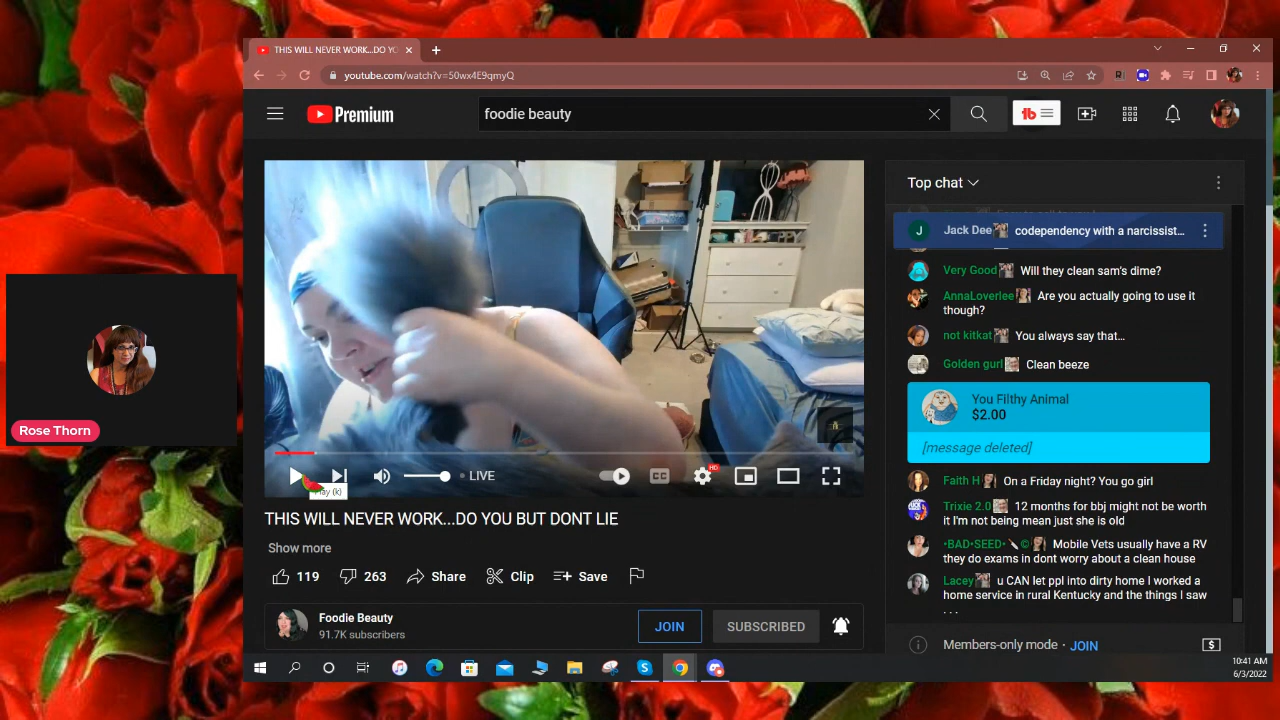 THIS WILL NEVER WORK...DO YO
youtube.com/watch?v=50wx4E9qmyQ
Premium
foodie beauty
tb
Top chat
J
Jack Dee codependency with a narcissist...
Very Good Will they clean sam's dime?
AnnaLoverlee Are you actually going to use it
though?
not kitkat You always say that...
Golden gurl Clean beeze
You Filthy Animal
$2.00
[message deleted]
Faith H On a Friday night? You go girl
Trixie 2.0 12 months for bbj might not be worth
it I'm not being mean just she is old
•BAD•SEED• © Mobile Vets usually have a RV
they do exams in dont worry about a clean house
Lacey u CAN let ppl into dirty home I worked a
home service in rural Kentucky and the things I saw
. . .
Members-only mode · JOIN
Rose Thorn
LIVE
CC
HD
Play (k)
THIS WILL NEVER WORK...DO YOU BUT DONT LIE
Show more
119
263
Share
Clip
Save
Foodie Beauty
91.7K subscribers
JOIN
SUBSCRIBED
10:41 AM
6/3/2022